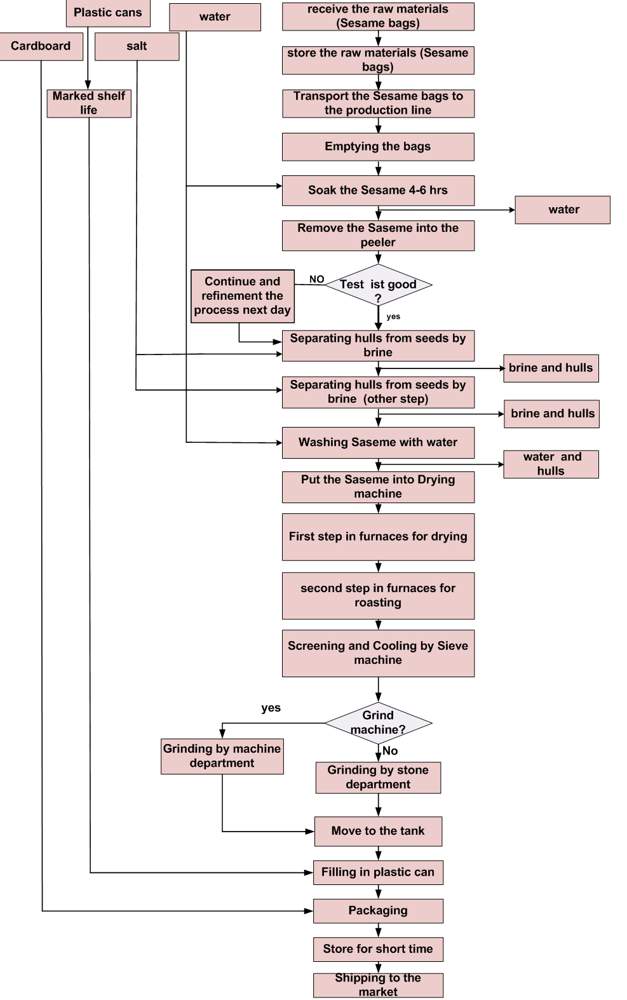 Plastic cans
water
receive the raw materials
(Sesame bags)
Cardboard
salt
store the raw materials (Sesame
bags)
Marked shelf
life
Transport the Sesame bags to
the production line
Emptying the bags
Soak the Sesame 4-6 hrs
water
Remove the Saseme into the
peeler
Continue and
refinement the
process next day
NO
Test ist good
?
yes
Separating hulls from seeds by
brine
brine and hulls
Separating hulls from seeds by
brine (other step)
brine and hulls
Washing Saseme with water
water and
hulls
Put the Saseme into Drying
machine
First step in furnaces for drying
second step in furnaces for
roasting
Screening and Cooling by Sieve
machine
yes
Grind
machine?
No
Grinding by machine
department
Grinding by stone
department
Move to the tank
Filling in plastic can
Packaging
Store for short time
Shipping to the
market